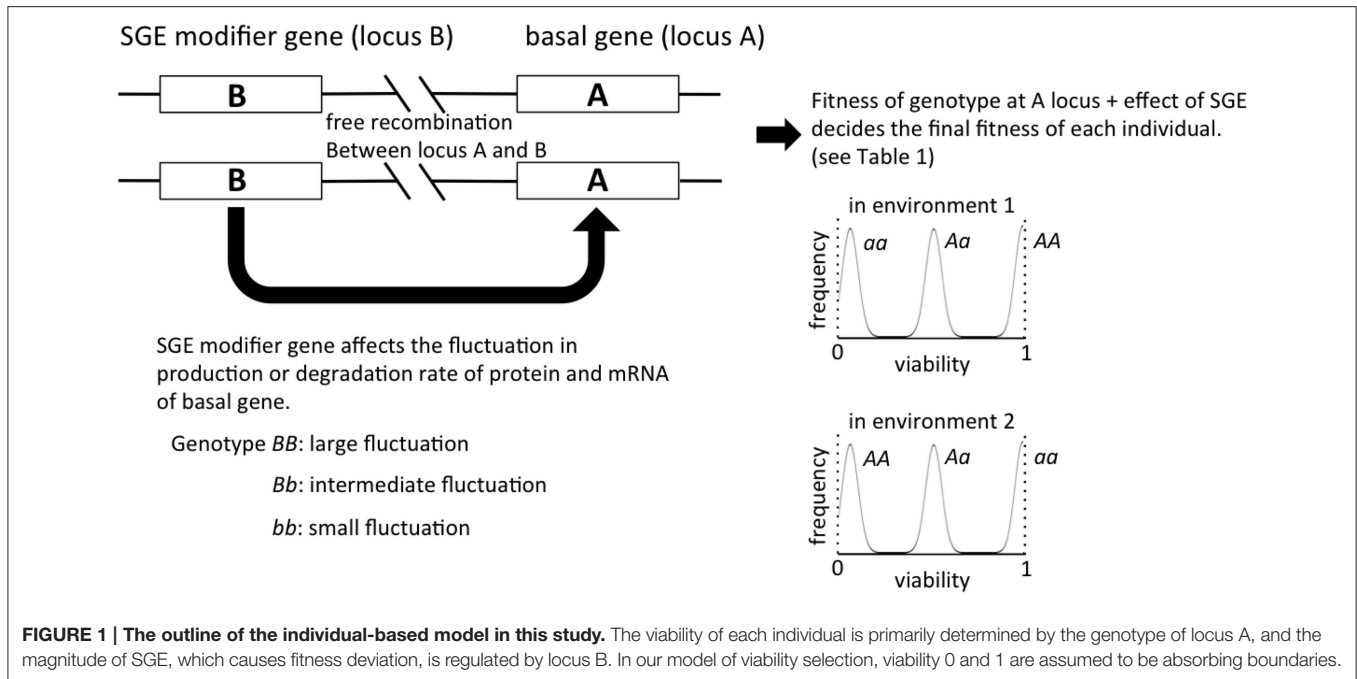 SGE modifier gene (locus B)
basal gene (locus A)
B
A
free recombination
Between locus A and B
B
A
SGE modifier gene affects the fluctuation in
production or degradation rate of protein and mRNA
of basal gene.
Genotype BB: large fluctuation
Bb: intermediate fluctuation
bb: small fluctuation
Fitness of genotype at A locus + effect of SGE
decides the final fitness of each individual.
(see Table 1)
in environment 1
frequency
aa
Aa
AA
0
1
viability
in environment 2
frequency
AA
Aa
aa
0
1
viability
FIGURE 1 | The outline of the individual-based model in this study. The viability of each individual is primarily determined by the genotype of locus A, and the
magnitude of SGE, which causes fitness deviation, is regulated by locus B. In our model of viability selection, viability 0 and 1 are assumed to be absorbing boundaries.